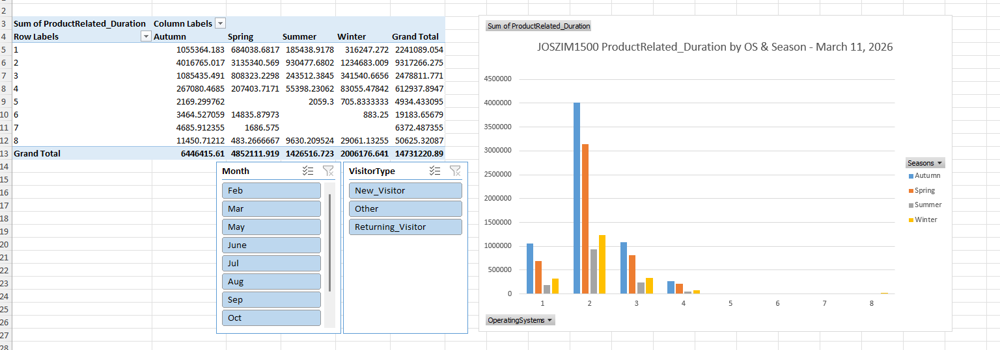 2
3 Sum of ProductRelated_Duration Column Labels
4 Row Labels Autumn Spring Summer Winter Grand Total
5 1 1055364.183 684038.6817 185438.9178 316247.272 2241089.054
6 2 4016765.017 3135340.569 930477.6802 1234683.009 9317266.275
7 3 1085435.491 808323.2298 243512.3845 341540.6656 2478811.771
8 4 267080.4685 207403.7171 55398.23062 83055.47842 612937.8947
9 5 2169.299762 2059.3 705.8333333 4934.433095
10 6 3464.527059 14835.87973 883.25 19183.65679
11 7 4685.912355 1686.575 6372.487355
12 8 11450.71212 483.2666667 9630.209524 29061.13255 50625.32087
13 Grand Total 6446415.61 4852111.919 1426516.723 2006176.641 14731220.89
14
15
16
17
18
19
20
21
22
23
24
25
26
27
28
Month
Feb
Mar
May
June
Jul
Aug
Sep
Oct
VisitorType
New_Visitor
Other
Returning_Visitor
Sum of ProductRelated_Duration
JOSZIM1500 ProductRelated_Duration by OS & Season - March 11, 2026
4500000
4000000
3500000
3000000
2500000
2000000
1500000
1000000
500000
0
1 2 3 4 5 6 7 8
Seasons
Autumn
Spring
Summer
Winter
OperatingSystems